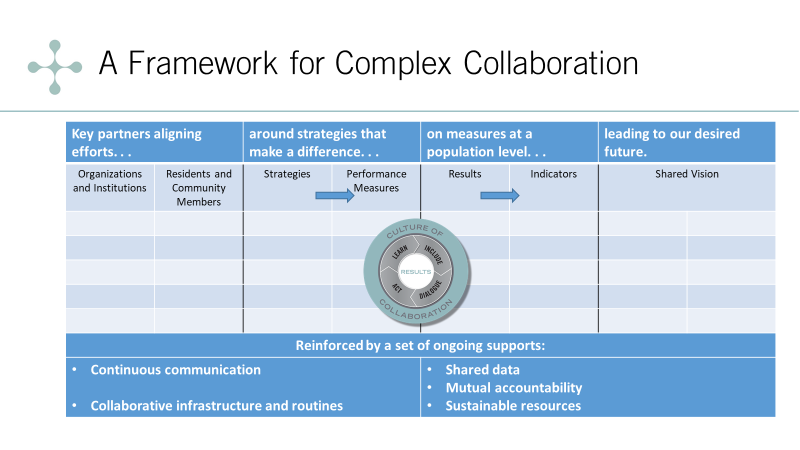 A Framework for Complex Collaboration
Key partners aligning
efforts. . .
around strategies that
make a difference. . .
on measures at a
population level. . .
leading to our desired
future.
Organizations
and Institutions
Residents and
Community
Members
Strategies
Performance
Measures
Results
Indicators
Shared Vision
CULTURE OF
LEARN
INCLUDE
RESULTS
ACT
DIALOGUE
COLLABORATION
Reinforced by a set of ongoing supports:
• Continuous communication
• Collaborative infrastructure and routines
• Shared data
• Mutual accountability
• Sustainable resources